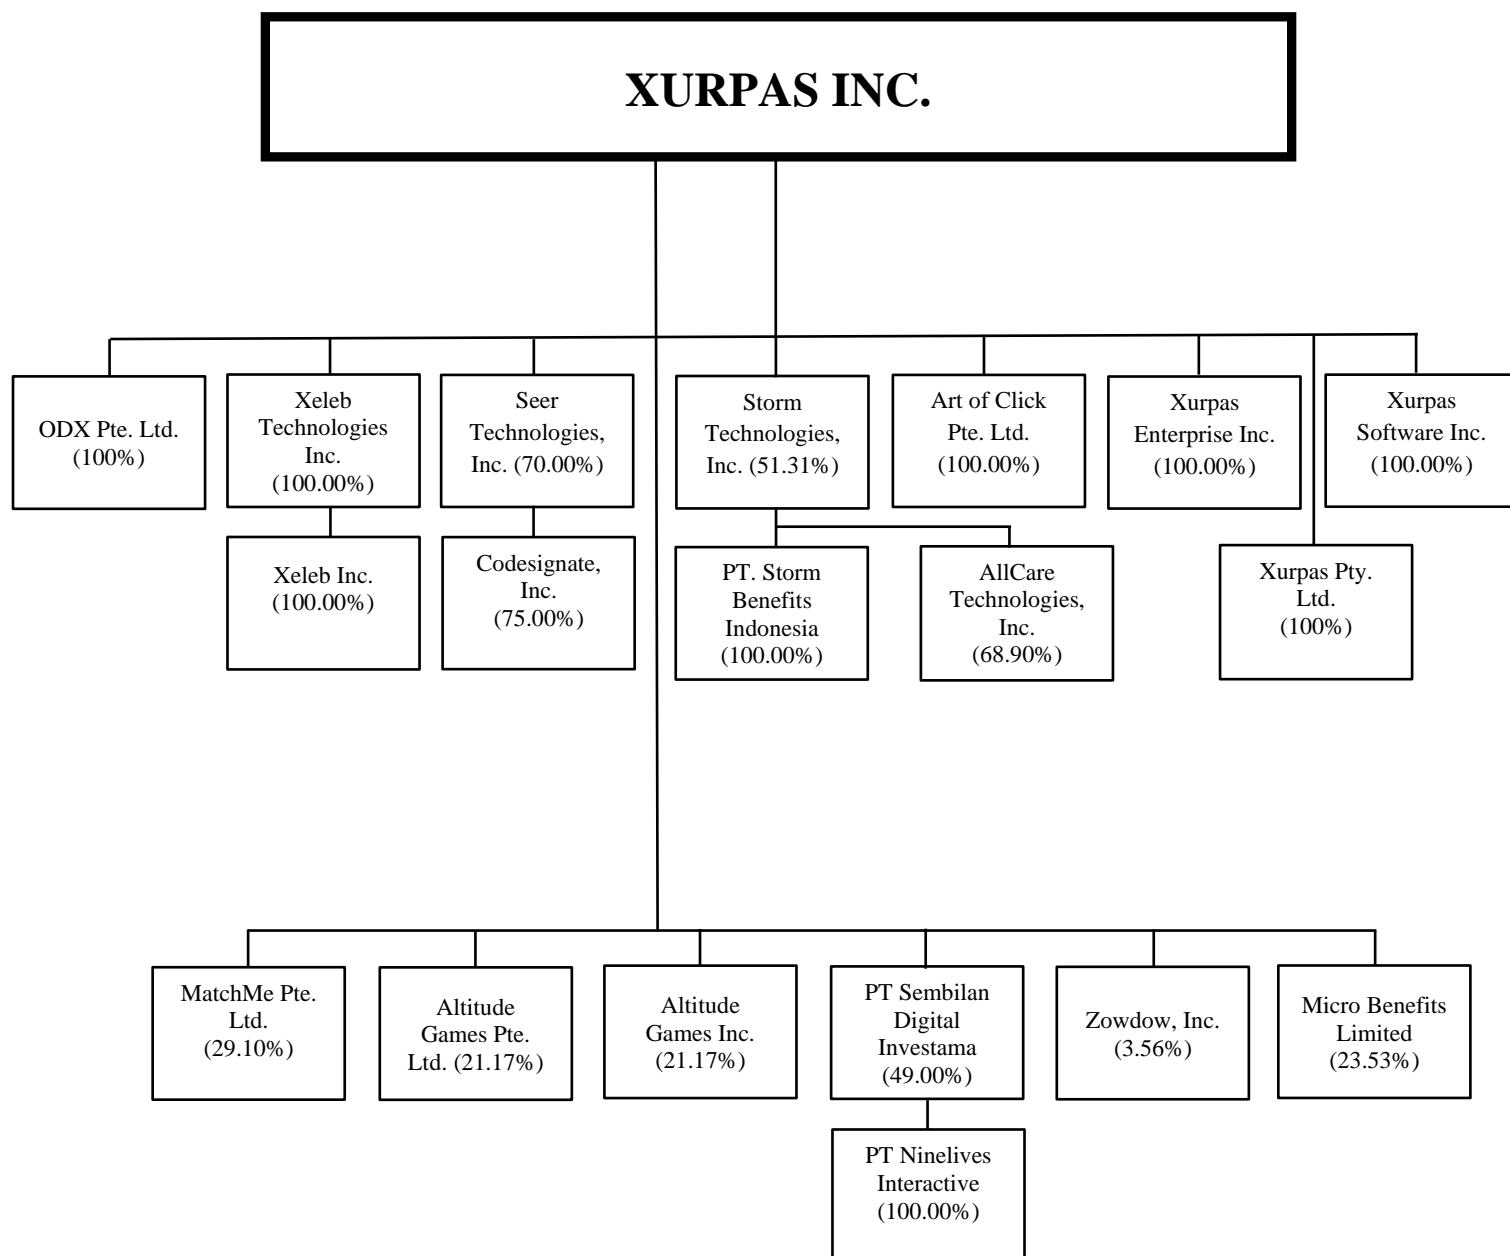 XURPAS INC.
ODX Pte. Ltd.
(100%)
Xeleb
Technologies
Inc.
(100.00%)
Seer
Technologies,
Inc. (70.00%)
Storm
Technologies,
Inc. (51.31%)
Art of Click
Pte. Ltd.
(100.00%)
Xurpas
Enterprise Inc.
(100.00%)
Xurpas
Software Inc.
(100.00%)
Xeleb Inc.
(100.00%)
Codesignate,
Inc.
(75.00%)
PT. Storm
Benefits
Indonesia
(100.00%)
AllCare
Technologies,
Inc.
(68.90%)
Xurpas Pty.
Ltd.
(100%)
MatchMe Pte.
Ltd.
(29.10%)
Altitude
Games Pte.
Ltd. (21.17%)
Altitude
Games Inc.
(21.17%)
PT Sembilan
Digital
Investama
(49.00%)
Zowdow, Inc.
(3.56%)
Micro Benefits
Limited
(23.53%)
PT Ninelives
Interactive
(100.00%)